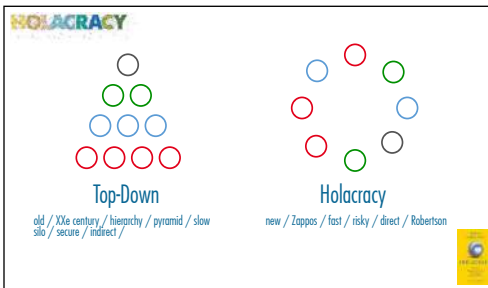 HOLACRACY
Top-Down
old / XXe century / hierarchy / pyramid / slow
silo / secure / indirect /
Holacracy
new / Zappos / fast / risky / direct / Robertson